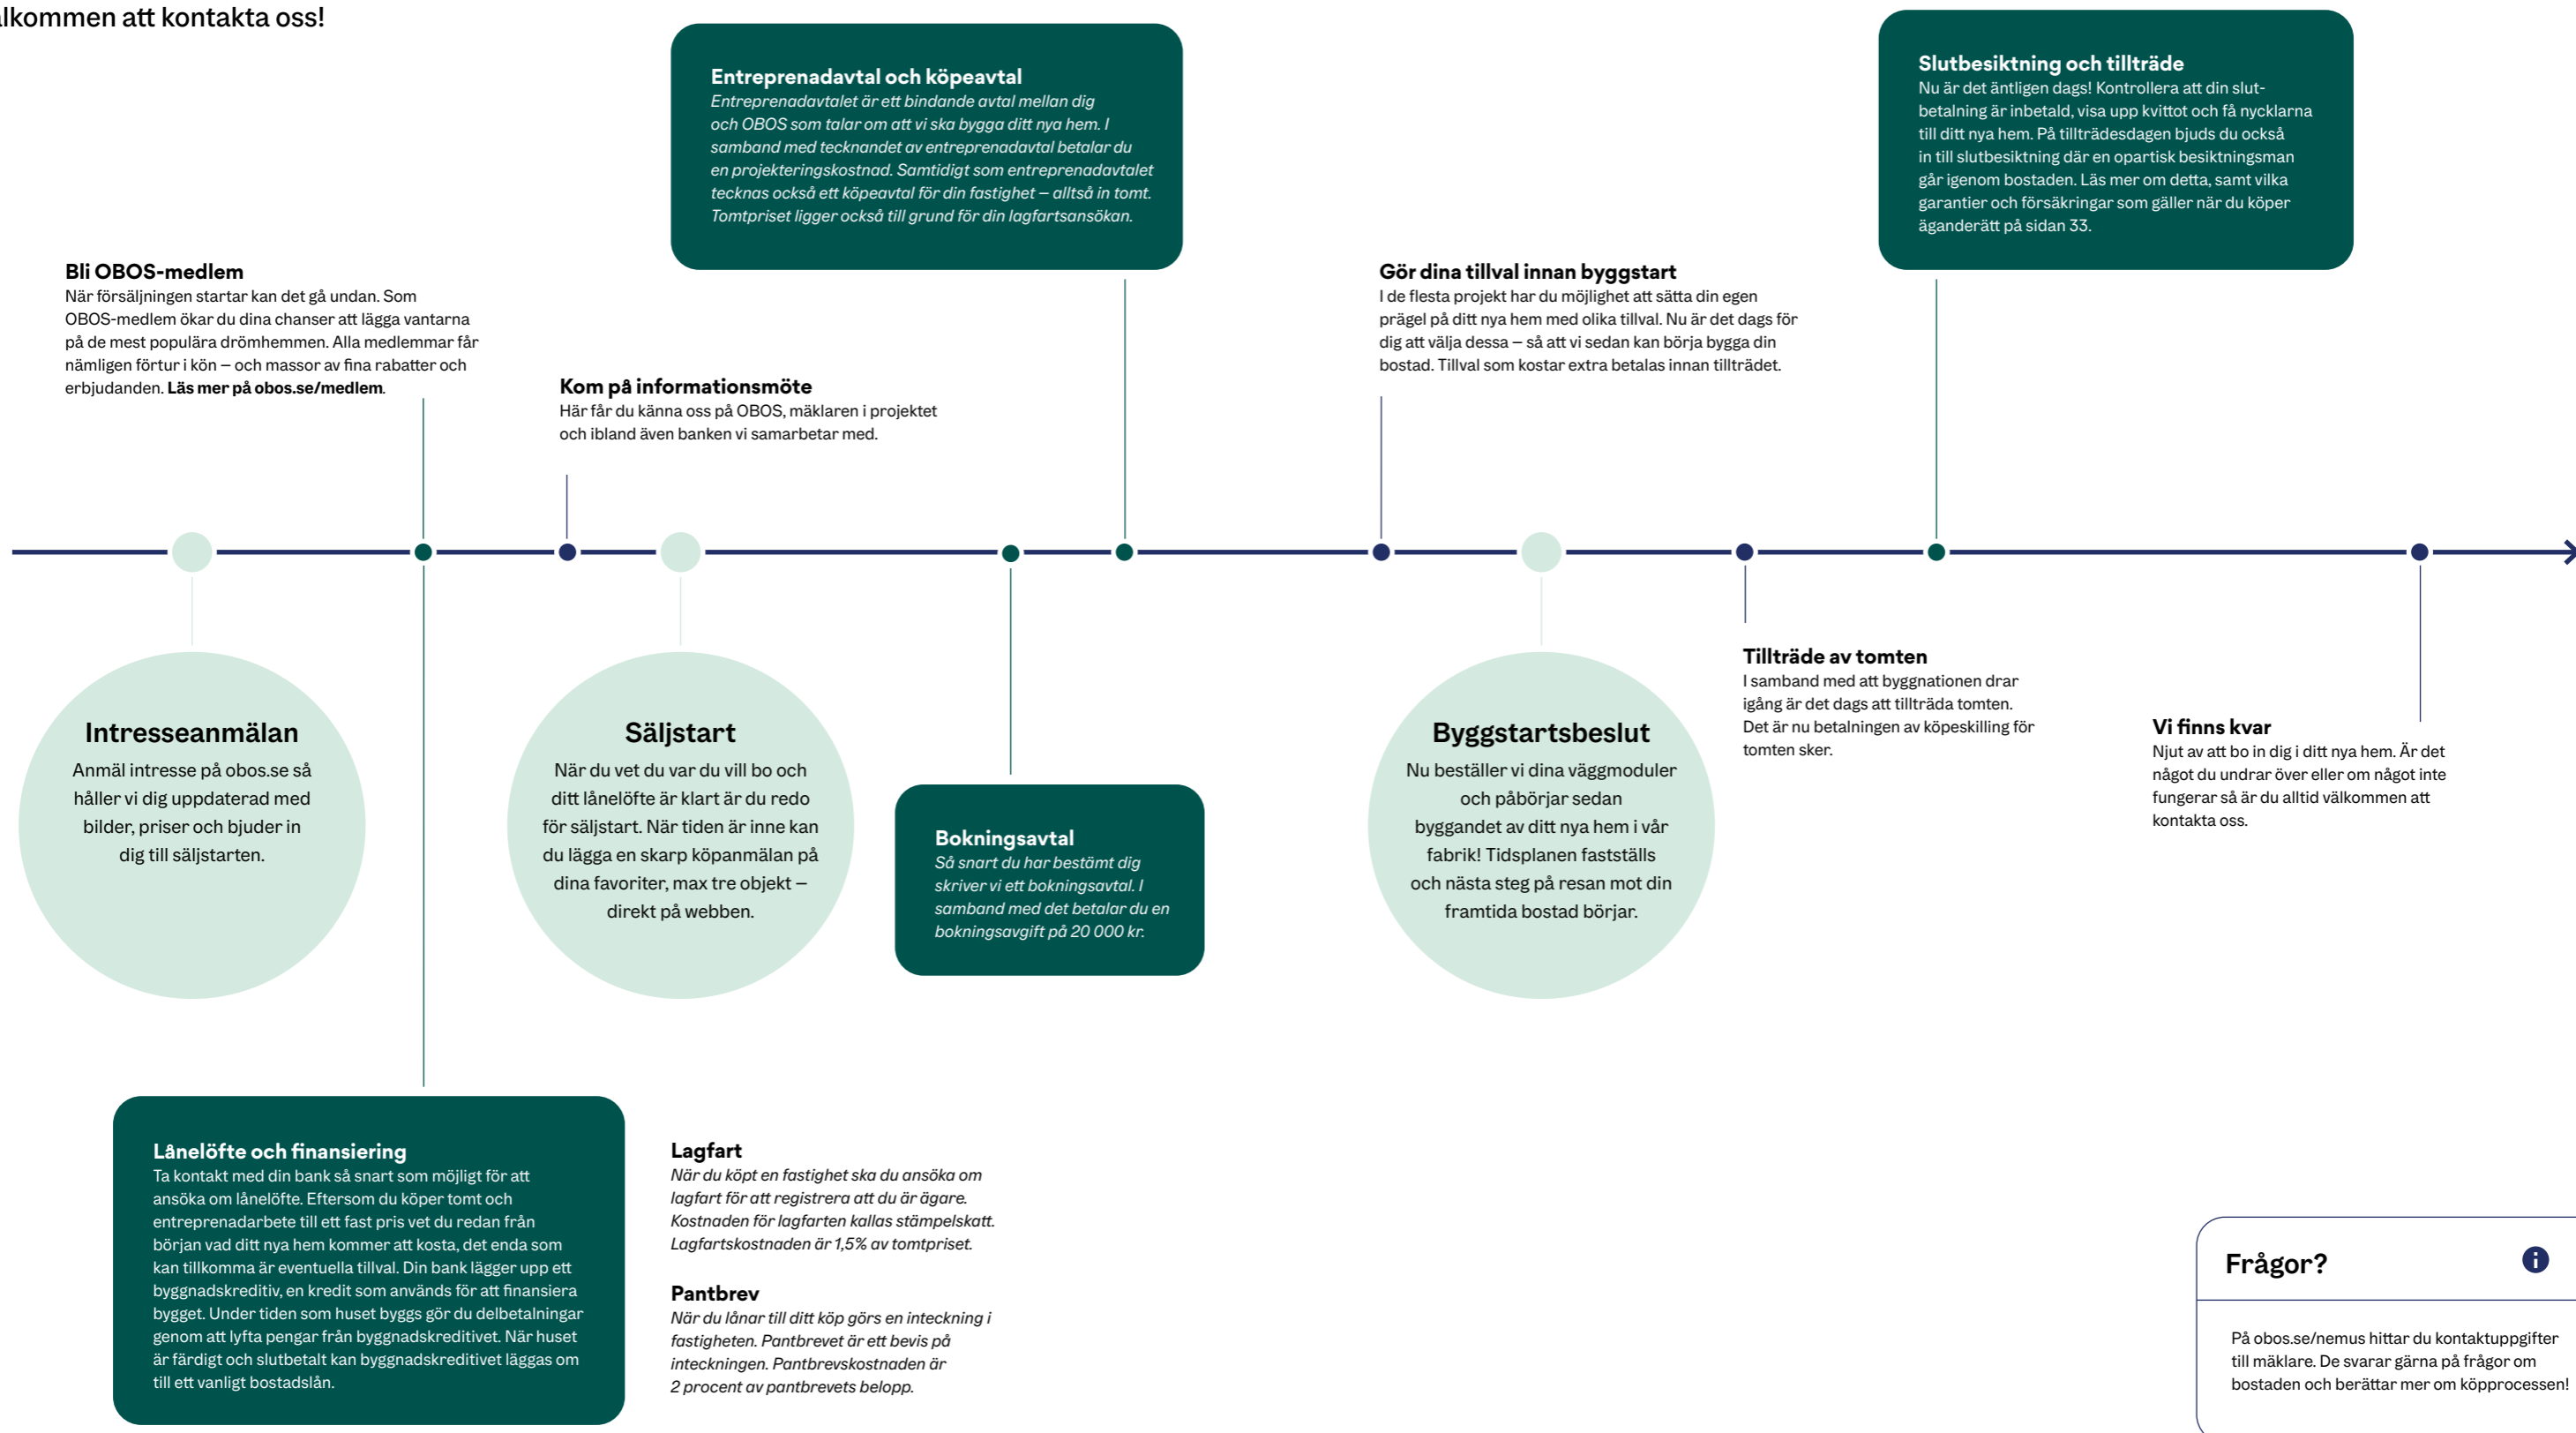 lkommen att kontakta oss!
Entreprenadavtal och köpeavtal
Entreprenadavtalet är ett bindande avtal mellan dig
och OBOS som talar om att vi ska bygga ditt nya hem. I
samband med tecknandet av entreprenadavtal betalar du
en projekteringskostnad. Samtidigt som entreprenadavtalet
tecknas också ett köpeavtal för din fastighet – alltså in tomt.
Tomtpriset ligger också till grund för din lagfartsansökan.
Slutbesiktning och tillträde
Nu är det äntligen dags! Kontrollera att din slut-
betalning är inbetald, visa upp kvittot och få nycklarna
till ditt nya hem. På tillträdesdagen bjuds du också
in till slutbesiktning där en opartisk besiktningsman
går igenom bostaden. Läs mer om detta, samt vilka
garantier och försäkringar som gäller när du köper
äganderätt på sidan 33.
Bli OBOS-medlem
När försäljningen startar kan det gå undan. Som
OBOS-medlem ökar du dina chanser att lägga vantarna
på de mest populära drömhemmen. Alla medlemmar får
nämligen förtur i kön – och massor av fina rabatter och
erbjudanden. Läs mer på obos.se/medlem.
Kom på informationsmöte
Här får du känna oss på OBOS, mäklaren i projektet
och ibland även banken vi samarbetar med.
Gör dina tillval innan byggstart
I de flesta projekt har du möjlighet att sätta din egen
prägel på ditt nya hem med olika tillval. Nu är det dags för
dig att välja dessa – så att vi sedan kan börja bygga din
bostad. Tillval som kostar extra betalas innan tillträdet.
Intresseanmälan
Anmäl intresse på obos.se så
håller vi dig uppdaterad med
bilder, priser och bjuder in
dig till säljstarten.
Säljstart
När du vet du var du vill bo och
ditt lånelöfte är klart är du redo
för säljstart. När tiden är inne kan
du lägga en skarp köpanmälan på
dina favoriter, max tre objekt –
direkt på webben.
Bokningsavtal
Så snart du har bestämt dig
skriver vi ett bokningsavtal. I
samband med det betalar du en
bokningsavgift på 20 000 kr.
Byggstartsbeslut
Nu beställer vi dina väggmoduler
och påbörjar sedan
byggandet av ditt nya hem i vår
fabrik! Tidsplanen fastställs
och nästa steg på resan mot din
framtida bostad börjar.
Tillträde av tomten
I samband med att byggnationen drar
igång är det dags att tillträda tomten.
Det är nu betalningen av köpeskilling för
tomten sker.
Vi finns kvar
Njut av att bo in dig i ditt nya hem. Är det
något du undrar över eller om något inte
fungerar så är du alltid välkommen att
kontakta oss.
Lånelöfte och finansiering
Ta kontakt med din bank så snart som möjligt för att
ansöka om lånelöfte. Eftersom du köper tomt och
entreprenadarbete till ett fast pris vet du redan från
början vad ditt nya hem kommer att kosta, det enda som
kan tillkomma är eventuella tillval. Din bank lägger upp ett
byggnadskreditiv, en kredit som används för att finansiera
bygget. Under tiden som huset byggs gör du delbetalningar
genom att lyfta pengar från byggnadskreditivet. När huset
är färdigt och slutbetalt kan byggnadskreditivet läggas om
till ett vanligt bostadslån.
Lagfart
När du köpt en fastighet ska du ansöka om
lagfart för att registrera att du är ägare.
Kostnaden för lagfarten kallas stämpelskatt.
Lagfartskostnaden är 1,5% av tomtpriset.
Pantbrev
När du lånar till ditt köp görs en inteckning i
fastigheten. Pantbrevet är ett bevis på
inteckningen. Pantbrevskostnaden är
2 procent av pantbrevets belopp.
Frågor?
På obos.se/nemus hittar du kontaktuppgifter
till mäklare. De svarar gärna på frågor om
bostaden och berättar mer om köpprocessen!